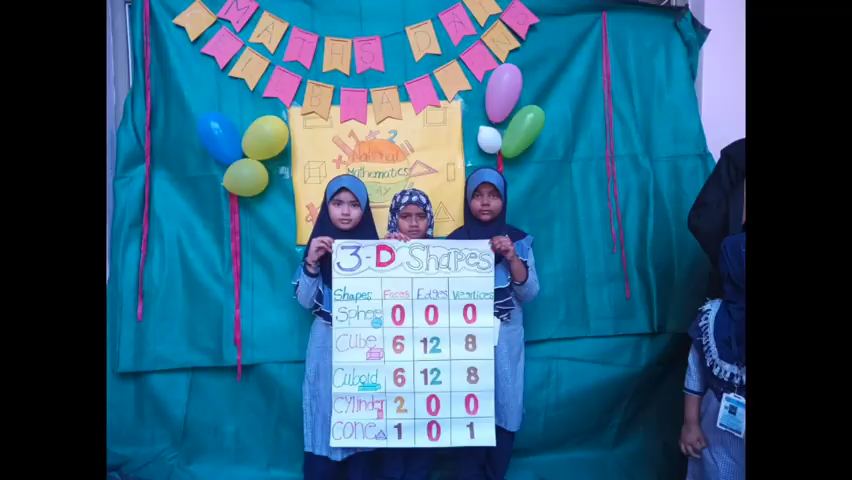 MATHS DAY
National
Mathematics
Day
3-D Shapes
Shapes Faces Edges Vertices
Sphere 0 0 0
Cube 6 12 8
Cuboid 6 12 8
Cylinder 2 0 0
Cone 1 0 1